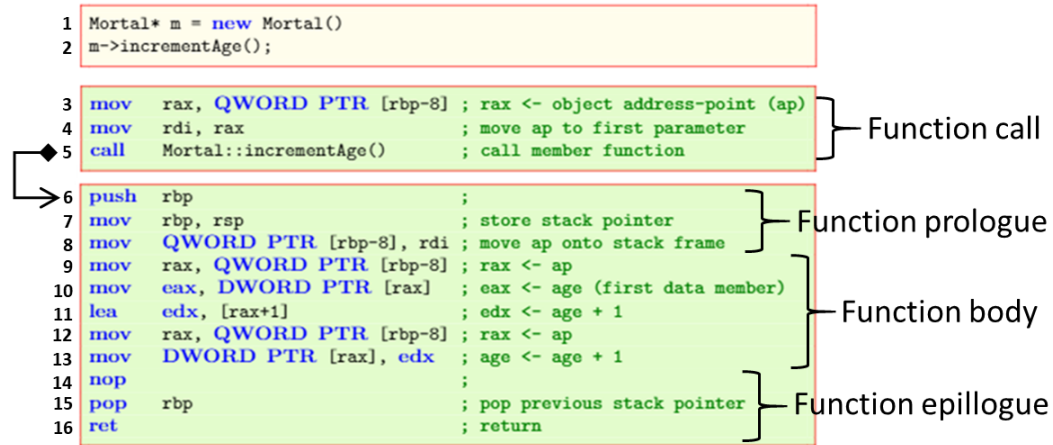 1 Mortal* m = new Mortal()
2 m->incrementAge();
3 mov rax, QWORD PTR [rbp-8] ; rax <- object address-point (ap)
4 mov rdi, rax ; move ap to first parameter
5 call Mortal::incrementAge() ; call member function
Function call
6 push rbp ;
7 mov rbp, rsp ; store stack pointer
8 mov QWORD PTR [rbp-8], rdi ; move ap onto stack frame
Function prologue
9 mov rax, QWORD PTR [rbp-8] ; rax <- ap
10 mov eax, DWORD PTR [rax] ; eax <- age (first data member)
11 lea edx, [rax+1] ; edx <- age + 1
12 mov rax, QWORD PTR [rbp-8] ; rax <- ap
13 mov DWORD PTR [rax], edx ; age <- age + 1
Function body
14 nop ;
15 pop rbp ; pop previous stack pointer
16 ret ; return
Function epillogue